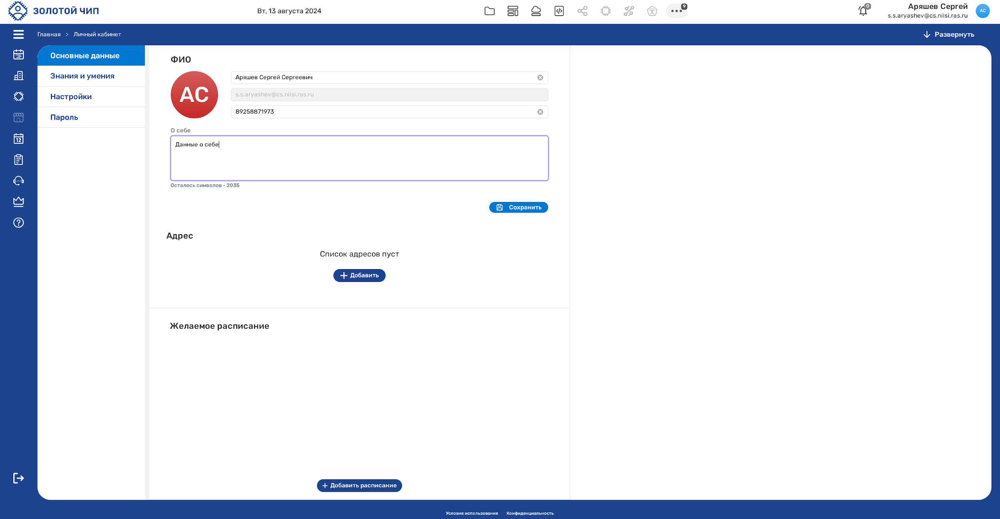 ЗОЛОТОЙ ЧИП
Вт, 13 августа 2024
9
0
Аряшев Сергей
s.s.aryashev@cs.niisi.ras.ru
АС
Главная > Личный кабинет
Развернуть
Основные данные
Знания и умения
Настройки
Пароль
12
ФИО
АС
Аряшев Сергей Сергеевич
s.s.aryashev@cs.niisi.ras.ru
89258871973
О себе
Данные о себе
Осталось символов - 2035
Сохранить
Адрес
Список адресов пуст
Добавить
Желаемое расписание
Добавить расписание
Условия использования Конфиденциальность